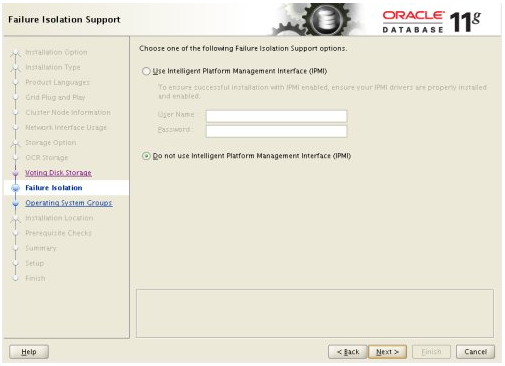 Failure Isolation Support
ORACLE
DATABASE
11g
Installation Option
Installation Type
Product Languages
Grid Plug and Play
Cluster Node Information
Network Interface Usage
Storage Option
OCR Storage
Voting Disk Storage
Failure Isolation
Operating System Groups
Installation Location
Prerequisite Checks
Summary
Setup
Finish
Choose one of the following Failure Isolation Support options.
Use Intelligent Platform Management Interface (IPMI)
To ensure successful installation with IPMI enabled, ensure your IPMI drivers are properly installed
and enabled.
User Name :
Password :
Do not use Intelligent Platform Management Interface (IPMI)
Help
< Back
Next >
Finish
Cancel